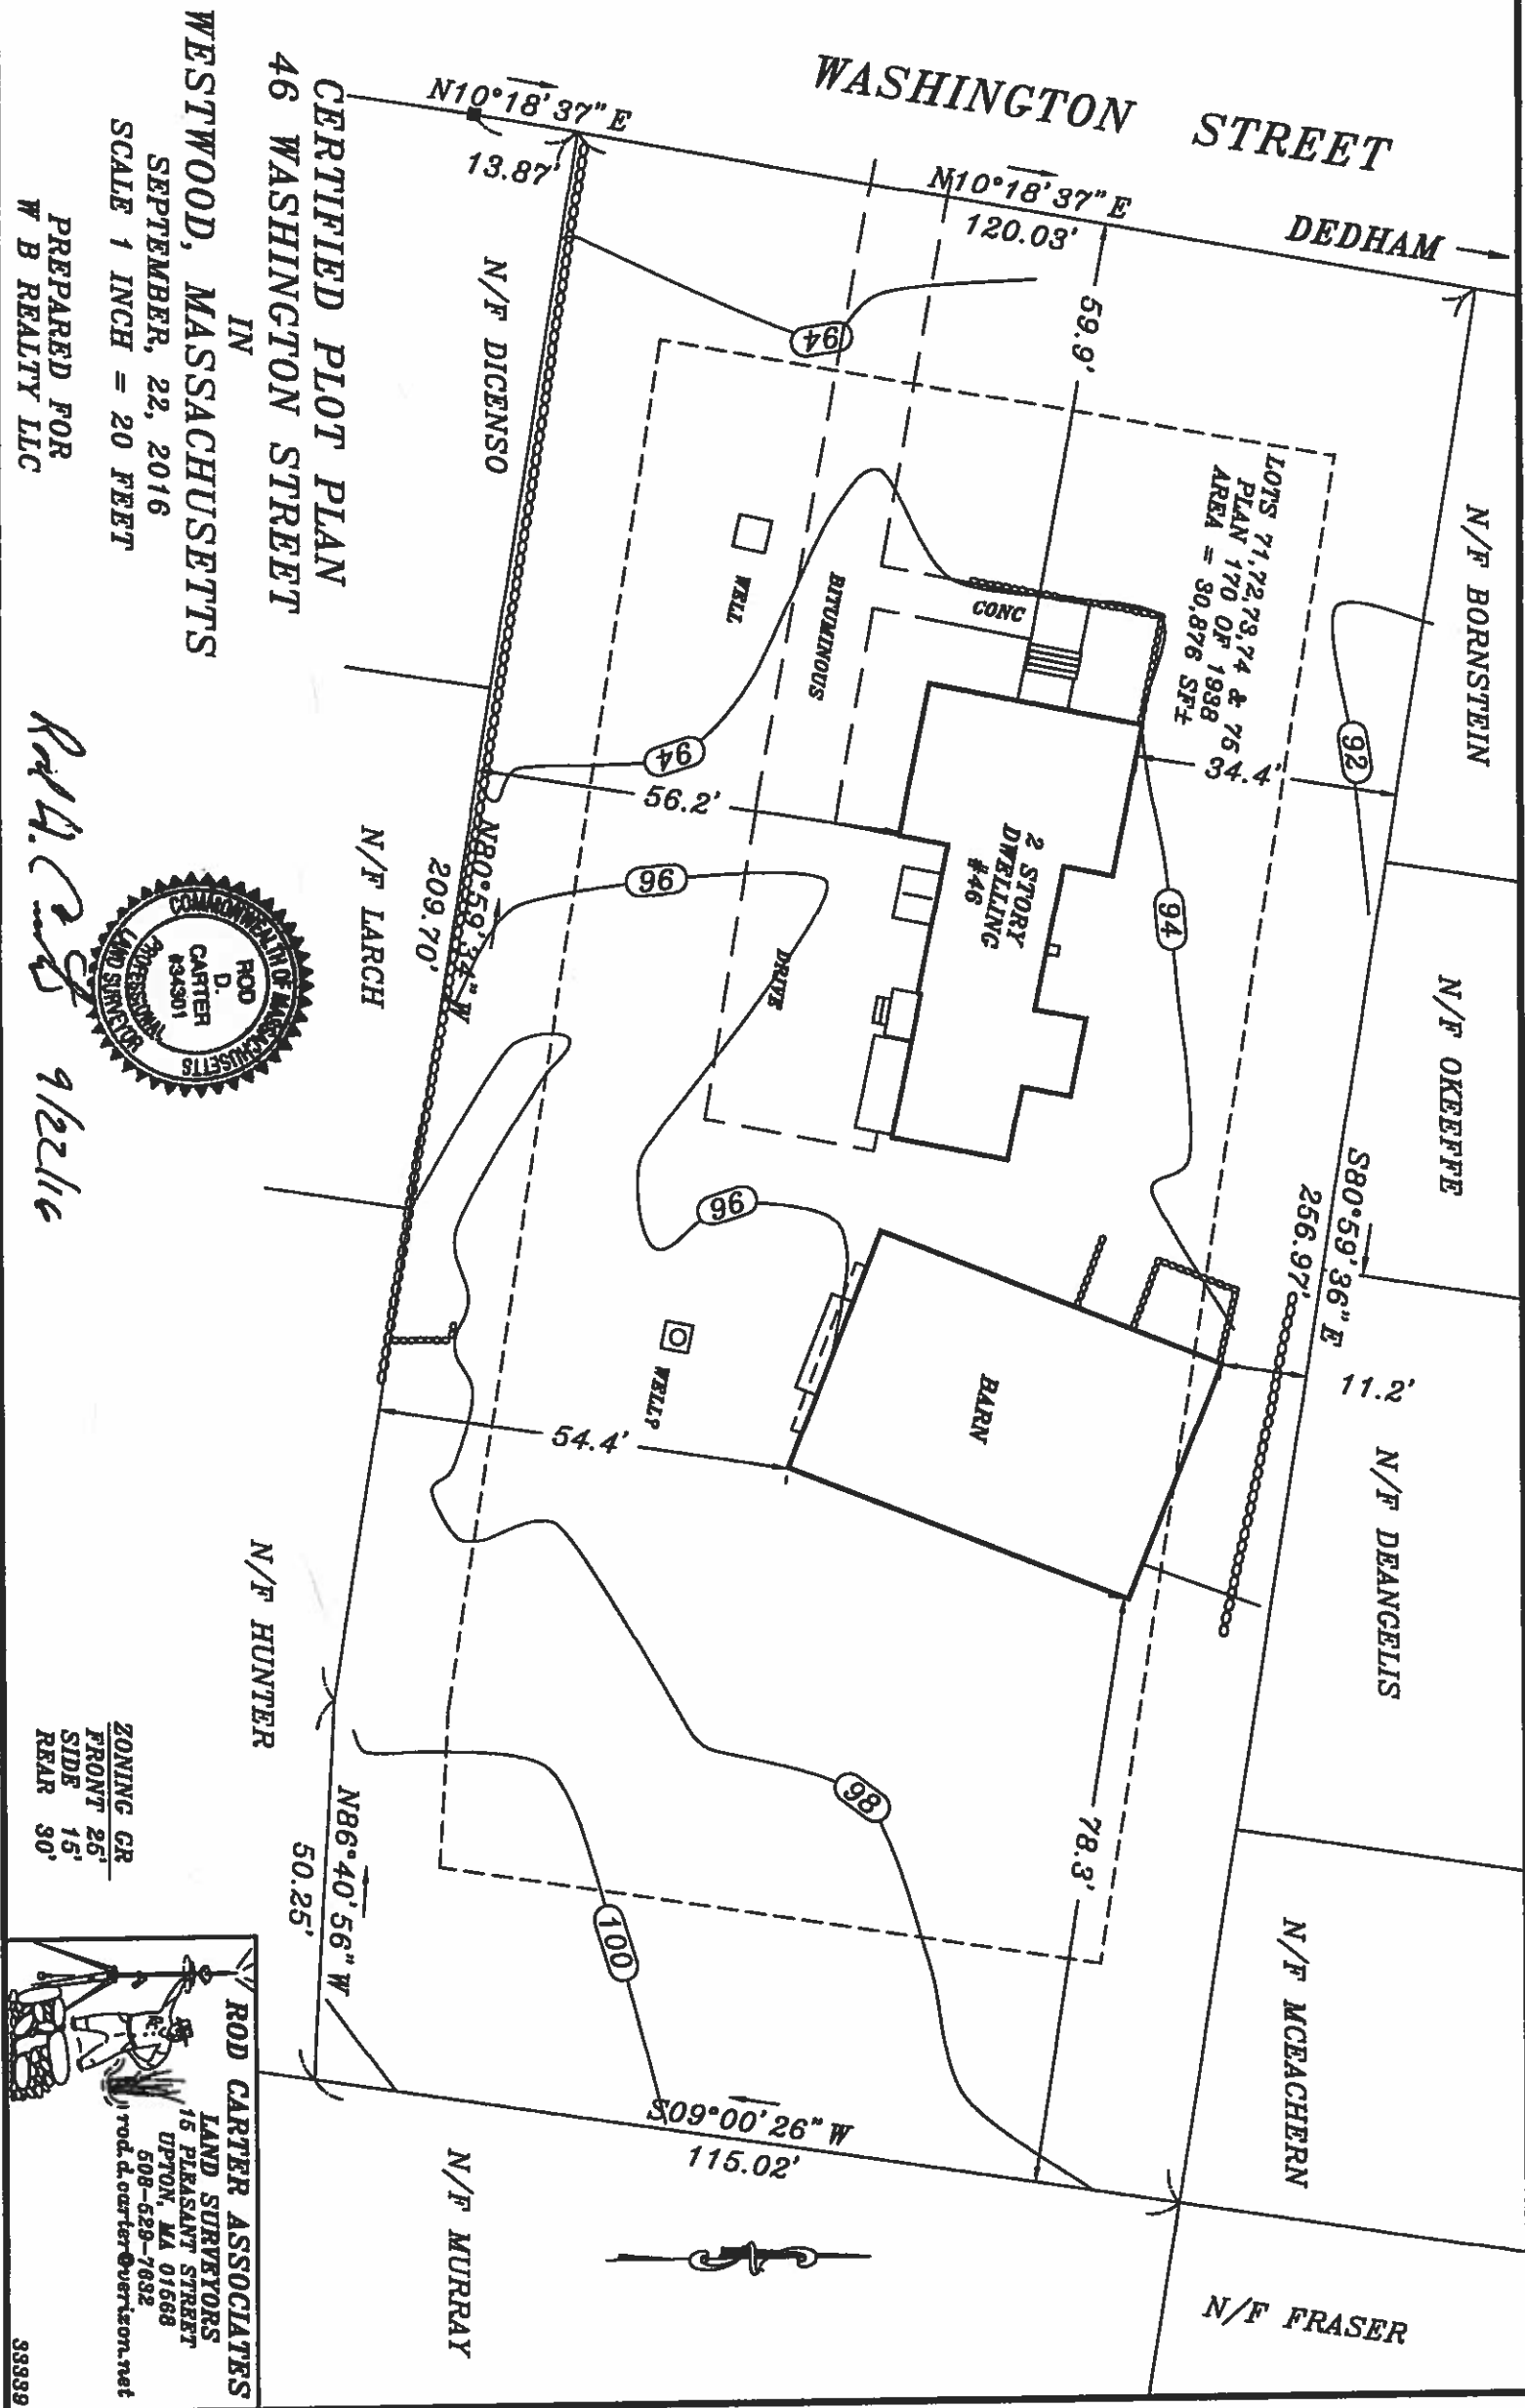 WASHINGTON STREET
DEDHAM
N10°18'37"E
13.87'
N10°18'37"E
120.03'
59.9'
N/F BORNSTEIN
N/F OKEEFFE
N/F DEANGELIS
N/F MCEACHERN
N/F FRASER
S80°59'36"E
256.97'
11.2'
LOTS 71,72,73,74 & 75
PLAN 170 OF 1938
AREA = 30,876 SF±
92
34.4'
94
94
94
96
96
98
100
CONC
BITUMINOUS
DRIVE
WELL
2 STORY
DWELLING
#46
56.2'
BARN
WELL?
54.4'
78.3'
N80°59'34"W
209.70'
N86°40'56"W
50.25'
S09°00'26"W
115.02'
N/F DICENSO
N/F LARCH
N/F HUNTER
N/F MURRAY
CERTIFIED PLOT PLAN
46 WASHINGTON STREET
IN
WESTWOOD, MASSACHUSETTS
SEPTEMBER, 22, 2016
SCALE 1 INCH = 20 FEET
PREPARED FOR
W B REALTY LLC
COMMONWEALTH OF MASSACHUSETTS
ROD
D.
CARTER
#34301
PROFESSIONAL
LAND SURVEYOR
9/22/16
ZONING GR
FRONT 25'
SIDE 15'
REAR 30'
ROD CARTER ASSOCIATES
LAND SURVEYORS
15 PLEASANT STREET
UPTON, MA 01568
508-529-7032
rod.d.carter@verizon.net
33339